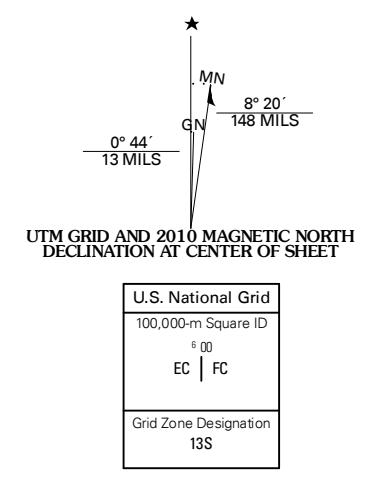 ★
MN
GN
8° 20´
148 MILS
0° 44´
13 MILS
UTM GRID AND 2010 MAGNETIC NORTH
DECLINATION AT CENTER OF SHEET
U.S. National Grid
100,000-m Square ID
6 00
EC | FC
Grid Zone Designation
13S